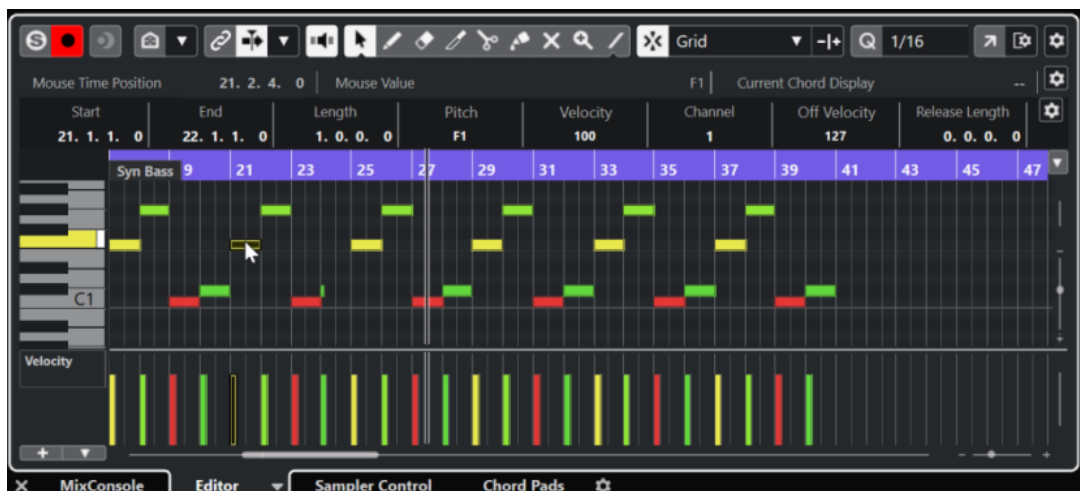 S Grid Q 1/16
Mouse Time Position 21. 2. 4. 0 Mouse Value F1 Current Chord Display --
Start End Length Pitch Velocity Channel Off Velocity Release Length
21. 1. 1. 0 22. 1. 1. 0 1. 0. 0. 0 F1 100 1 127 0. 0. 0. 0
Syn Bass 9 21 23 25 27 29 31 33 35 37 39 41 43 45 47
C1
Velocity
MixConsole Editor Sampler Control Chord Pads